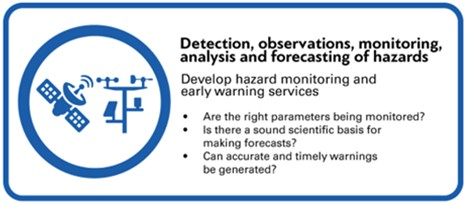 Detection, observations, monitoring,
analysis and forecasting of hazards
Develop hazard monitoring and
early warning services
• Are the right parameters being monitored?
• Is there a sound scientific basis for
making forecasts?
• Can accurate and timely warnings
be generated?